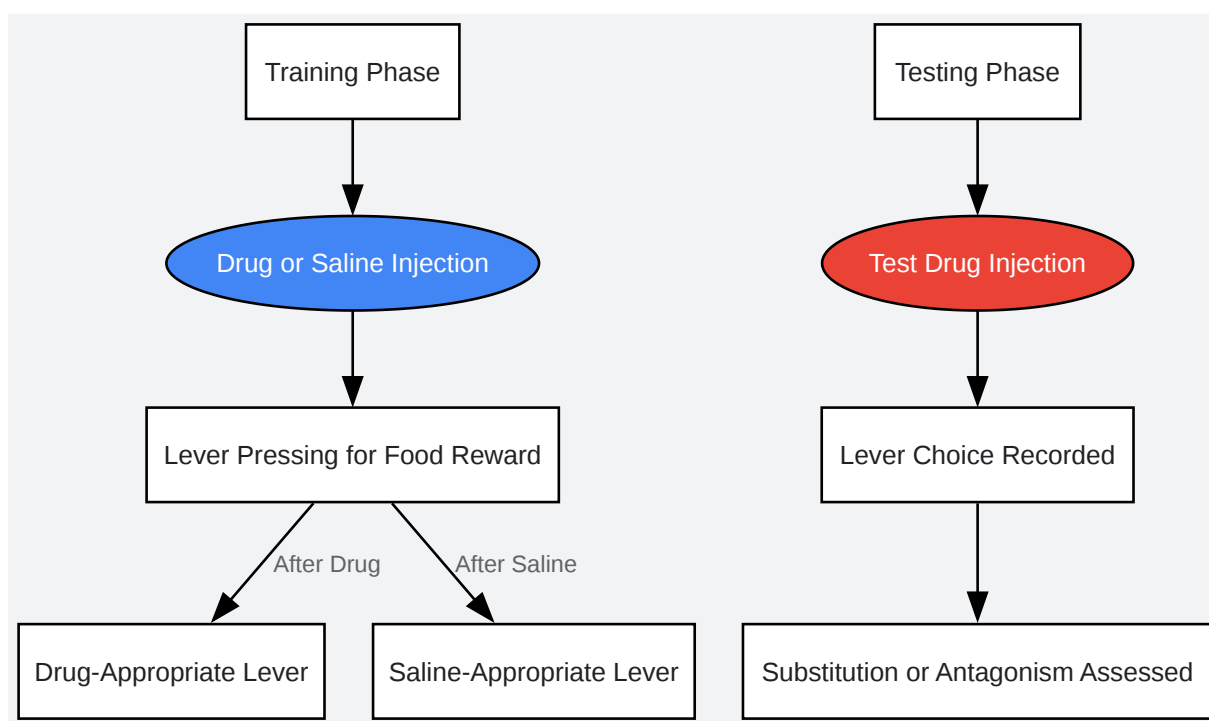 Training Phase
Testing Phase
Drug or Saline Injection
Test Drug Injection
Lever Pressing for Food Reward
Lever Choice Recorded
After Drug
After Saline
Drug-Appropriate Lever
Saline-Appropriate Lever
Substitution or Antagonism Assessed